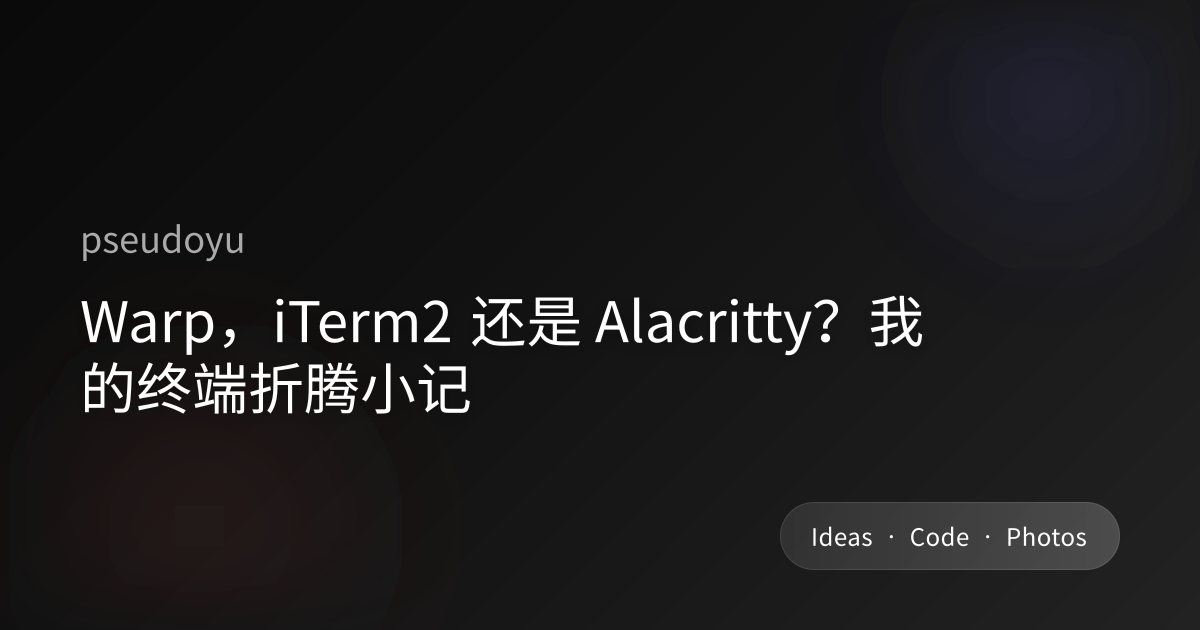 pseudoyu
Warp，iTerm2 还是 Alacritty？我
的终端折腾小记
Ideas · Code · Photos